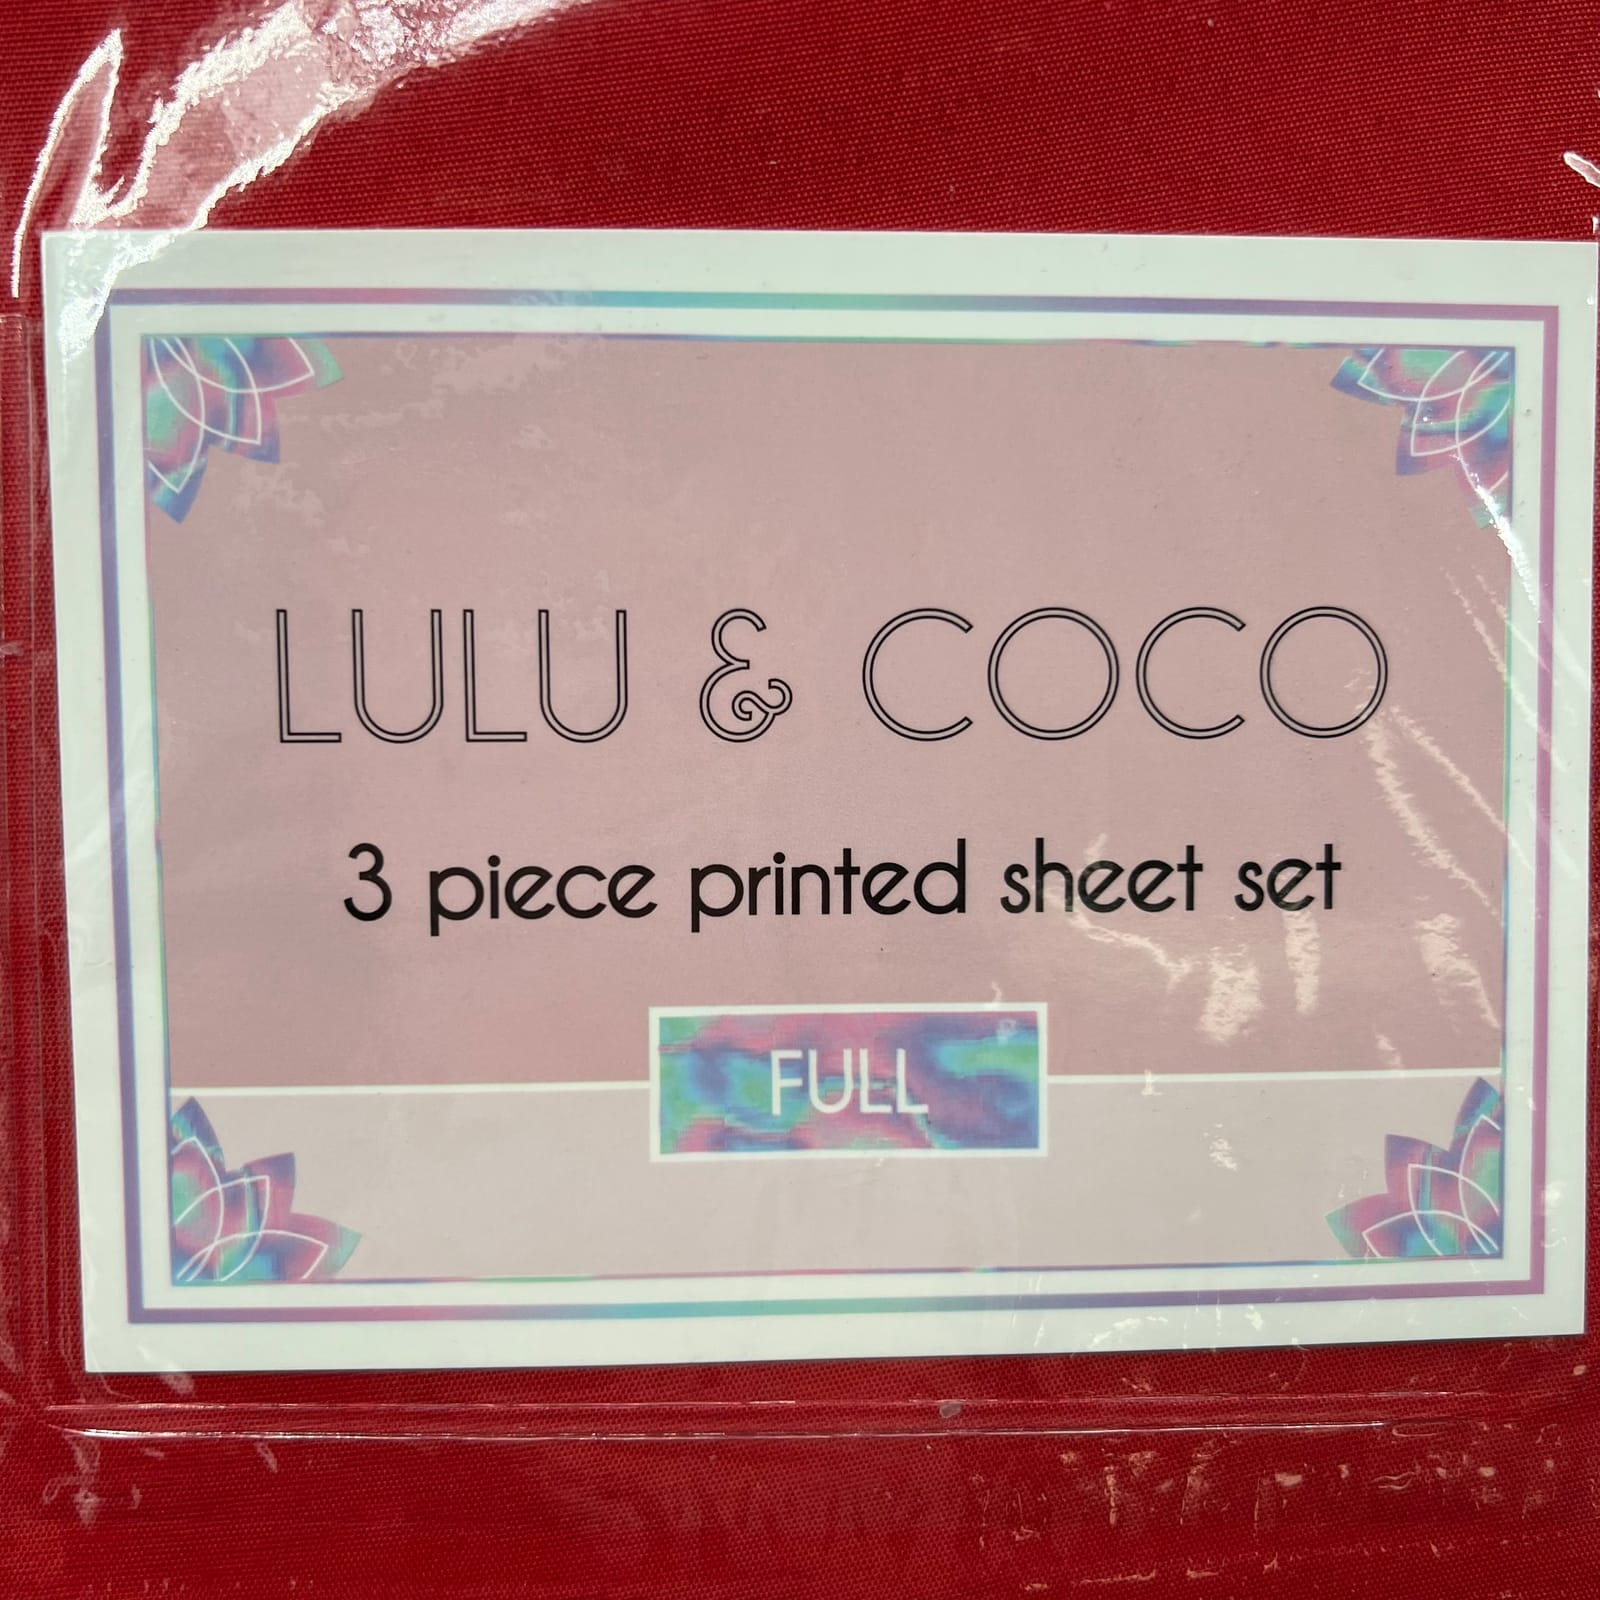 LULU & COCO
3 piece printed sheet set
FULL